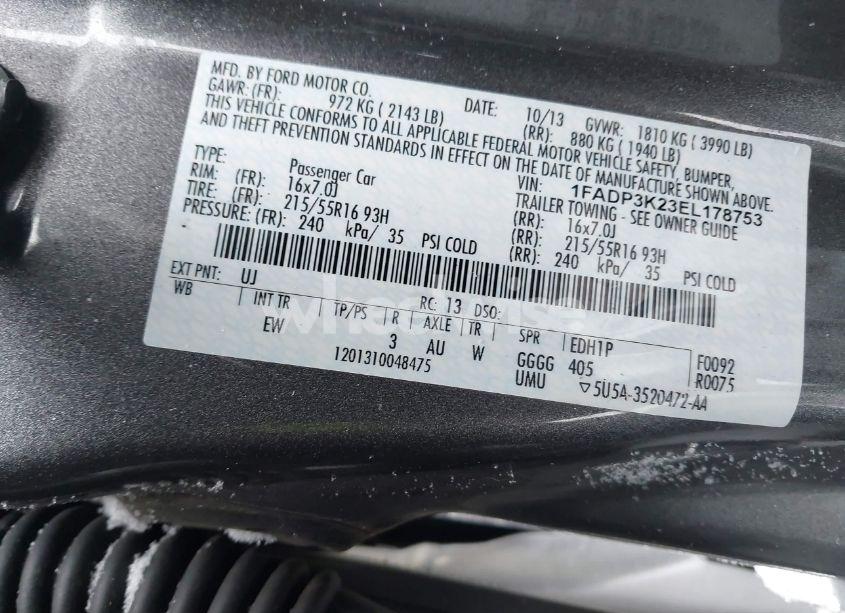 MFD. BY FORD MOTOR CO. DATE: 10/13 GVWR: 1810 KG ( 3990 LB)
GAWR: (FR): 972 KG ( 2143 LB) (RR): 880 KG ( 1940 LB)
THIS VEHICLE CONFORMS TO ALL APPLICABLE FEDERAL MOTOR VEHICLE SAFETY, BUMPER,
AND THEFT PREVENTION STANDARDS IN EFFECT ON THE DATE OF MANUFACTURE SHOWN ABOVE.
TYPE: Passenger Car VIN: 1FADP3K23EL178753
TRAILER TOWING - SEE OWNER GUIDE
RIM: (FR): 16x7.0J (RR): 16x7.0J
TIRE: (FR): 215/55R16 93H (RR): 215/55R16 93H
PRESSURE: (FR): 240 kPa/ 35 PSI COLD (RR): 240 kPa/ 35 PSI COLD
EXT PNT: UJ RC: 13 DSO:
WB INT TR TP/PS R AXLE TR SPR EDH1P F0092
EW 3 AU W GGGG 405 R0075
1201310048475 UMU ▽5U5A-3520472-AA